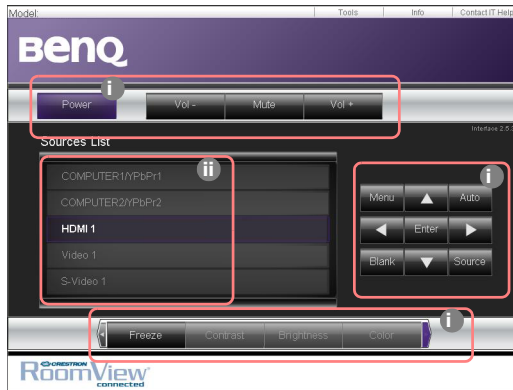 Model:
Tools Info Contact IT Help
BenQ
i
Power Vol - Mute Vol +
Interface 2.5.
Sources List
ii
i
COMPUTER1/YPbPr1
COMPUTER2/YPbPr2
HDMI 1
Video 1
S-Video 1
Menu Auto
Enter
Blank Source
i
Freeze Contrast Brightness Color
CRESTRON
RoomView
connected